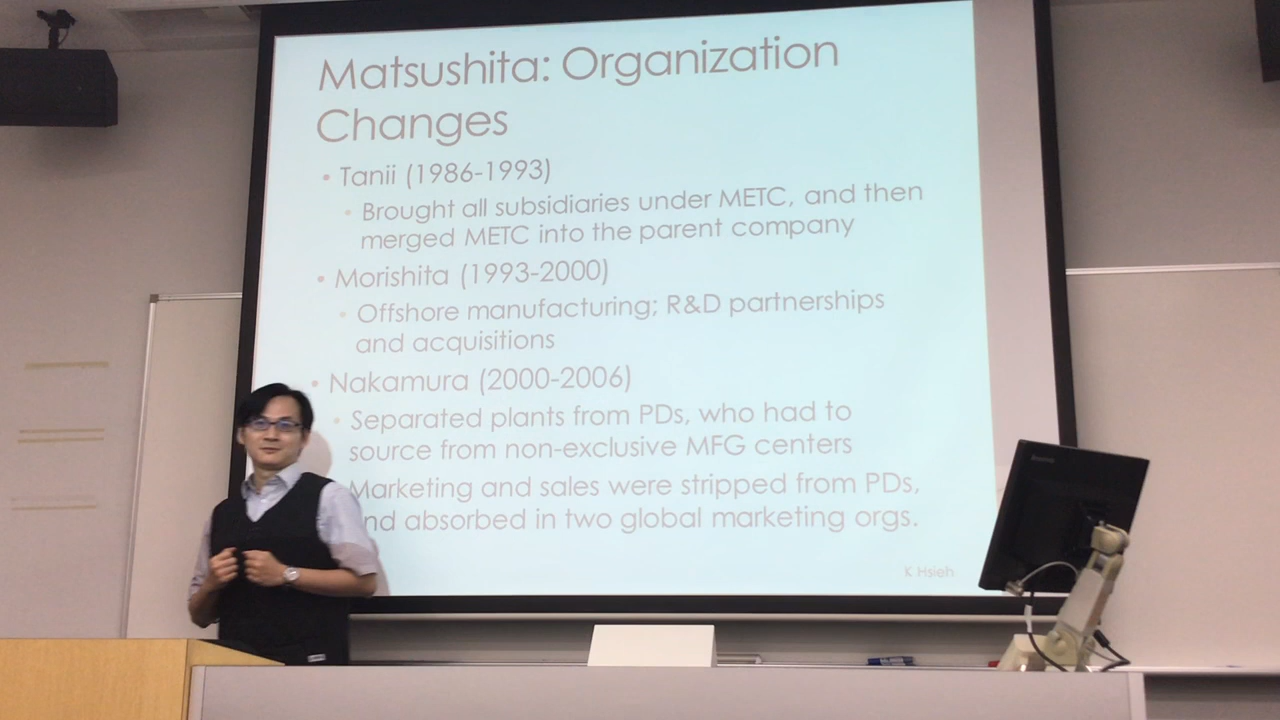 Matsushita: Organization
Changes
• Tanii (1986-1993)
• Brought all subsidiaries under METC, and then
merged METC into the parent company
• Morishita (1993-2000)
• Offshore manufacturing; R&D partnerships
and acquisitions
• Nakamura (2000-2006)
• Separated plants from PDs, who had to
source from non-exclusive MFG centers
Marketing and sales were stripped from PDs,
nd absorbed in two global marketing orgs.
K Hsieh